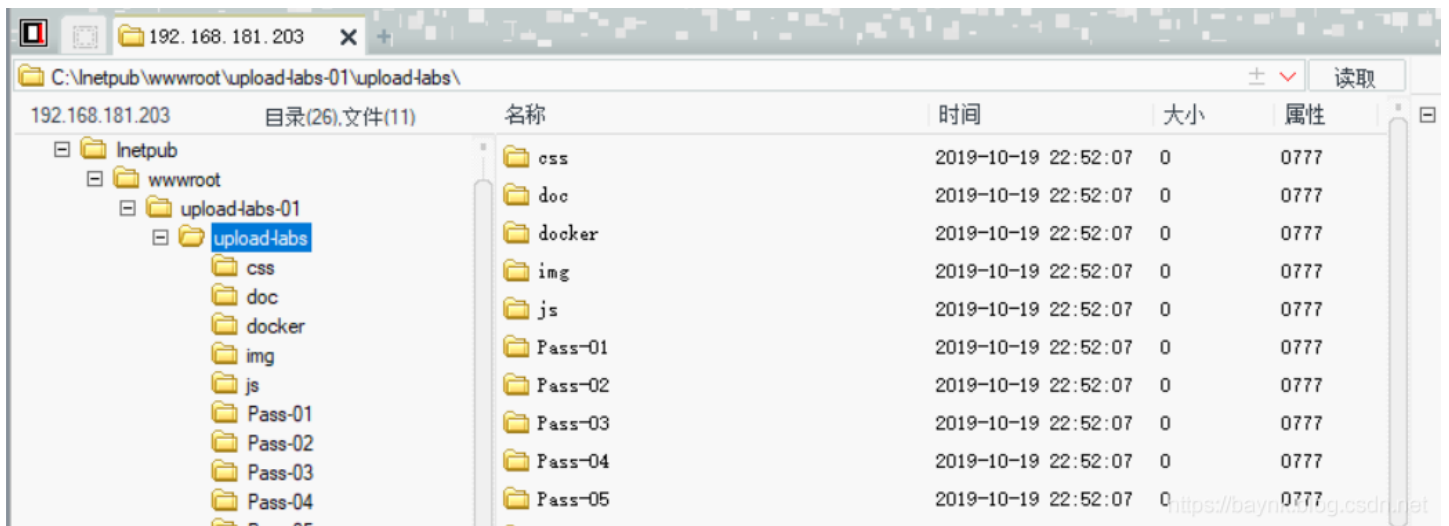 192.168.181.203 X +
C:\Inetpub\wwwroot\upload-labs-01\upload-labs\ 读取
192.168.181.203 目录(26),文件(11) 名称 时间 大小 属性
Inetpub
wwwroot
upload-labs-01
upload-labs
css
doc
docker
img
js
Pass-01
Pass-02
Pass-03
Pass-04
css 2019-10-19 22:52:07 0 0777
doc 2019-10-19 22:52:07 0 0777
docker 2019-10-19 22:52:07 0 0777
img 2019-10-19 22:52:07 0 0777
js 2019-10-19 22:52:07 0 0777
Pass-01 2019-10-19 22:52:07 0 0777
Pass-02 2019-10-19 22:52:07 0 0777
Pass-03 2019-10-19 22:52:07 0 0777
Pass-04 2019-10-19 22:52:07 0 0777
Pass-05 2019-10-19 22:52:07 0 0777